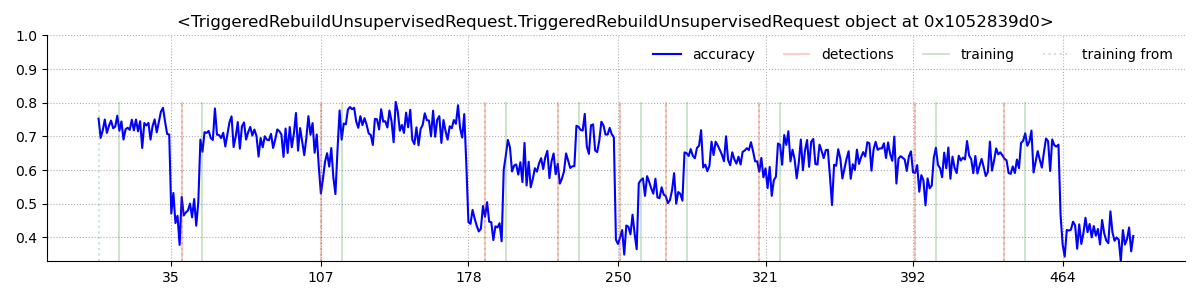 <TriggeredRebuildUnsupervisedRequest.TriggeredRebuildUnsupervisedRequest object at 0x1052839d0>
accuracy detections training training from
1.0
0.9
0.8
0.7
0.6
0.5
0.4
35 107 178 250 321 392 464